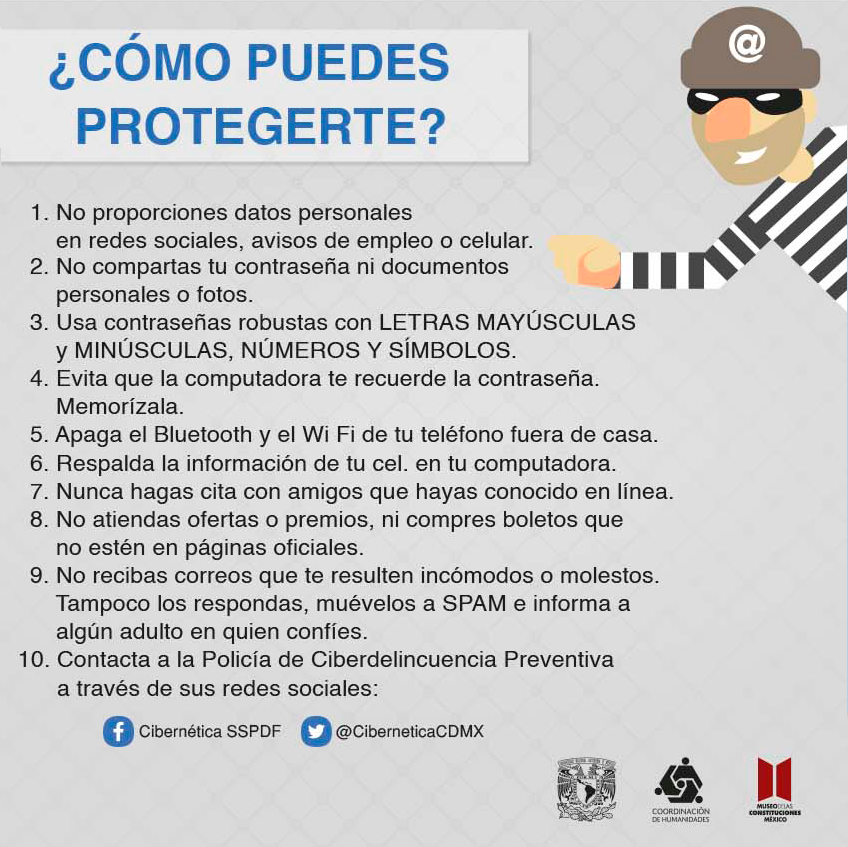 ¿CÓMO PUEDES
PROTEGERTE?
@
1. No proporciones datos personales
en redes sociales, avisos de empleo o celular.
2. No compartas tu contraseña ni documentos
personales o fotos.
3. Usa contraseñas robustas con LETRAS MAYÚSCULAS
y MINÚSCULAS, NÚMEROS Y SÍMBOLOS.
4. Evita que la computadora te recuerde la contraseña.
Memorízala.
5. Apaga el Bluetooth y el Wi Fi de tu teléfono fuera de casa.
6. Respalda la información de tu cel. en tu computadora.
7. Nunca hagas cita con amigos que hayas conocido en línea.
8. No atiendas ofertas o premios, ni compres boletos que
no estén en páginas oficiales.
9. No recibas correos que te resulten incómodos o molestos.
Tampoco los respondas, muévelos a SPAM e informa a
algún adulto en quien confíes.
10. Contacta a la Policía de Ciberdelincuencia Preventiva
a través de sus redes sociales:
Cibernética SSPDF @CiberneticaCDMX
COORDINACIÓN
DE HUMANIDADES
MUSEO DE LAS
CONSTITUCIONES
MÉXICO